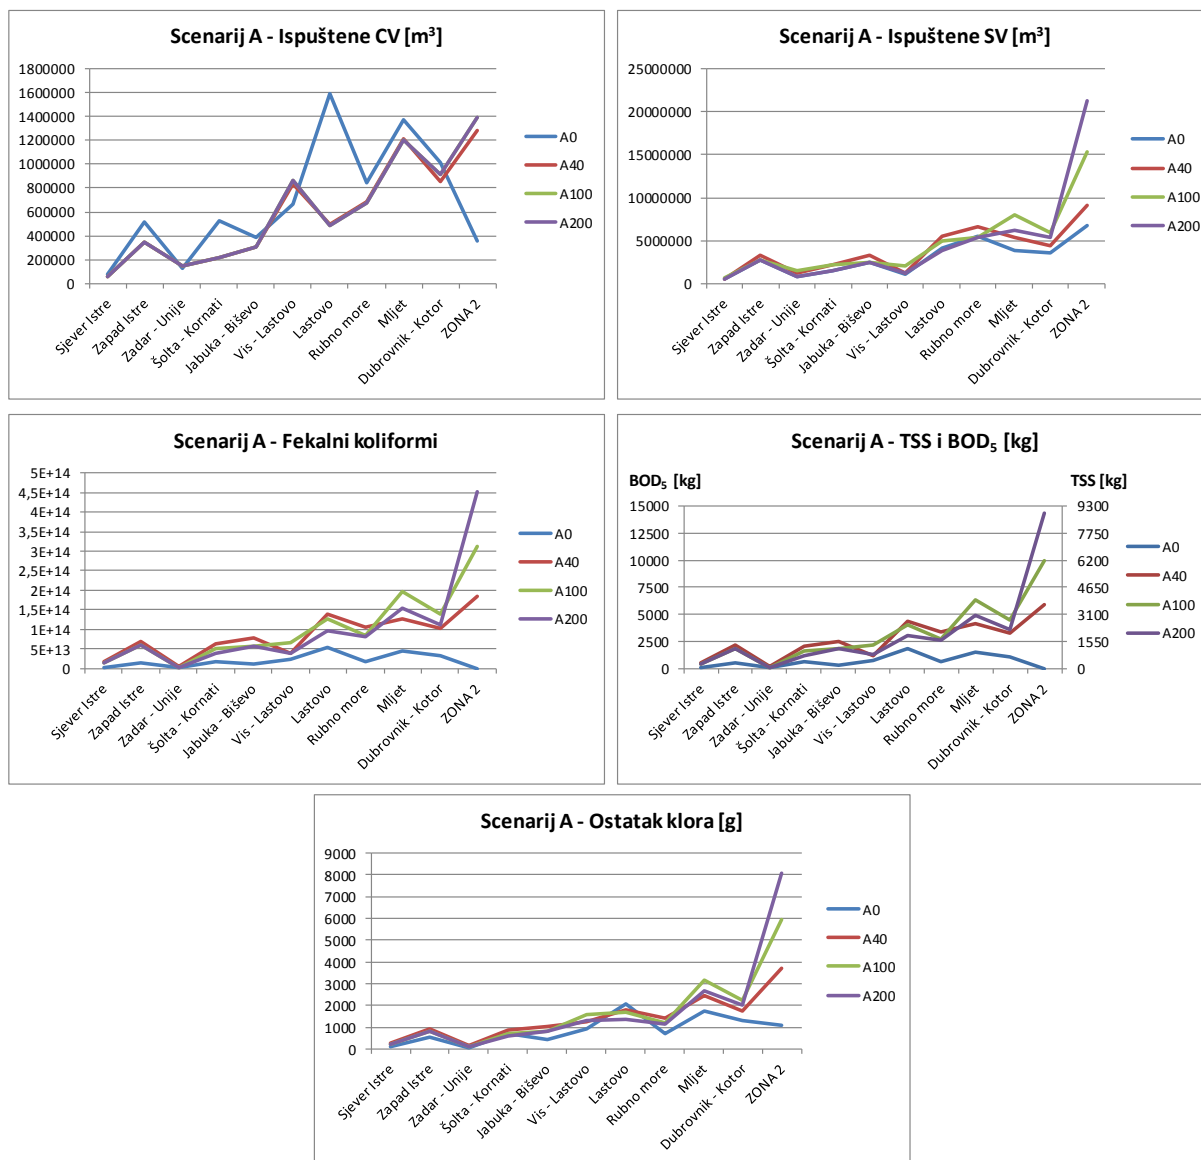 Scenarij A - Ispuštene CV [m³]
1800000
1600000
1400000
1200000
1000000
800000
600000
400000
200000
0
Sjever Istre
Zapad Istre
Zadar - Unije
Šolta - Kornati
Jabuka - Biševo
Vis - Lastovo
Lastovo
Rubno more
Mljet
Dubrovnik - Kotor
ZONA 2
A0
A40
A100
A200
Scenarij A - Ispuštene SV [m³]
25000000
20000000
15000000
10000000
5000000
0
Sjever Istre
Zapad Istre
Zadar - Unije
Šolta - Kornati
Jabuka - Biševo
Vis - Lastovo
Lastovo
Rubno more
Mljet
Dubrovnik - Kotor
ZONA 2
A0
A40
A100
A200
Scenarij A - Fekalni koliformi
5E+14
4,5E+14
4E+14
3,5E+14
3E+14
2,5E+14
2E+14
1,5E+14
1E+14
5E+13
0
Sjever Istre
Zapad Istre
Zadar - Unije
Šolta - Kornati
Jabuka - Biševo
Vis - Lastovo
Lastovo
Rubno more
Mljet
Dubrovnik - Kotor
ZONA 2
A0
A40
A100
A200
Scenarij A - TSS i BOD₅ [kg]
BOD₅ [kg]
TSS [kg]
15000
12500
10000
7500
5000
2500
0
9300
7750
6200
4650
3100
1550
0
Sjever Istre
Zapad Istre
Zadar - Unije
Šolta - Kornati
Jabuka - Biševo
Vis - Lastovo
Lastovo
Rubno more
Mljet
Dubrovnik - Kotor
ZONA 2
A0
A40
A100
A200
Scenarij A - Ostatak klora [g]
9000
8000
7000
6000
5000
4000
3000
2000
1000
0
Sjever Istre
Zapad Istre
Zadar - Unije
Šolta - Kornati
Jabuka - Biševo
Vis - Lastovo
Lastovo
Rubno more
Mljet
Dubrovnik - Kotor
ZONA 2
A0
A40
A100
A200